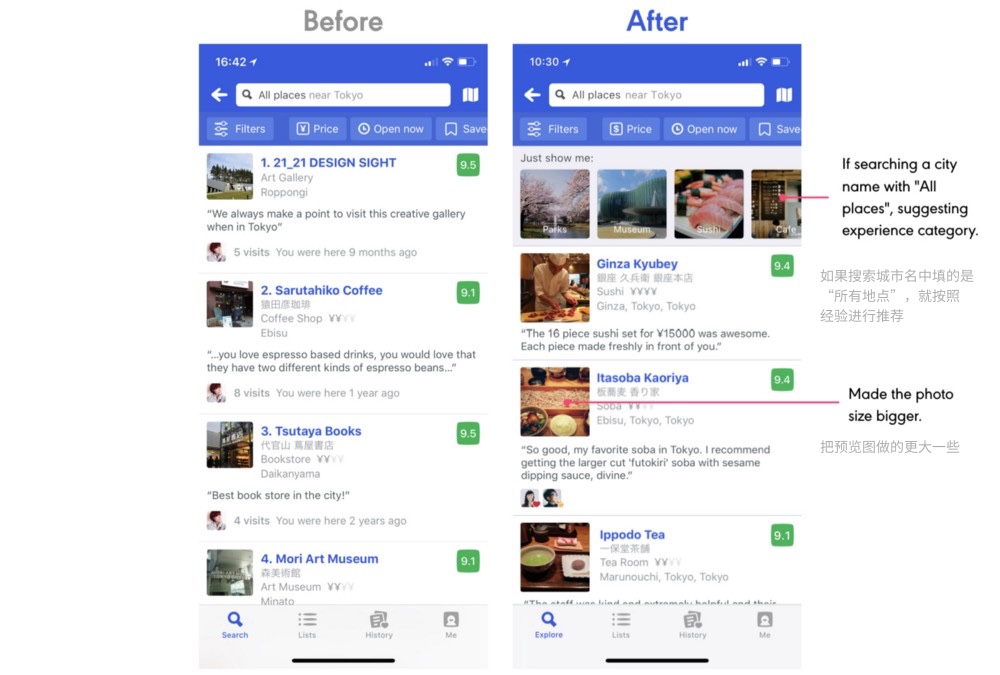 Before
After
16:42
All places near Tokyo
Filters
Price
Open now
Save
1. 21_21 DESIGN SIGHT
9.5
Art Gallery
Roppongi
“We always make a point to visit this creative gallery
when in Tokyo”
5 visits You were here 9 months ago
2. Sarutahiko Coffee
9.1
猿田彦珈琲
Coffee Shop ¥¥¥¥
Ebisu
“...you love espresso based drinks, you would love that
they have two different kinds of espresso beans...”
8 visits You were here 1 year ago
3. Tsutaya Books
9.5
代官山 蔦屋書店
Bookstore ¥¥¥¥
Daikanyama
“Best book store in the city!”
4 visits You were here 2 years ago
4. Mori Art Museum
9.1
森美術館
Art Museum ¥¥¥¥
Minato
Search
Lists
History
Me
10:30
All places near Tokyo
Filters
Price
Open now
Save
Just show me:
Parks
Museum
Sushi
Cafe
Ginza Kyubey
9.4
銀座 久兵衛 銀座本店
Sushi ¥¥¥¥
Ginza, Tokyo, Tokyo
“The 16 piece sushi set for ¥15000 was awesome.
Each piece made freshly in front of you.”
Itasoba Kaoriya
9.4
板蕎麦 香り家
Soba ¥¥¥¥
Ebisu, Tokyo, Tokyo
“So good, my favorite soba in Tokyo. I recommend
getting the larger cut 'futokiri' soba with sesame
dipping sauce, divine.”
Ippodo Tea
9.1
一保堂茶舗
Tea Room ¥¥¥¥
Marunouchi, Tokyo, Tokyo
“The staff was kind and extremely helpful and their
Explore
Lists
History
Me
If searching a city
name with "All
places", suggesting
experience category.
如果搜索城市名中填的是
“所有地点”，就按照
经验进行推荐
Made the photo
size bigger.
把预览图做的更大一些